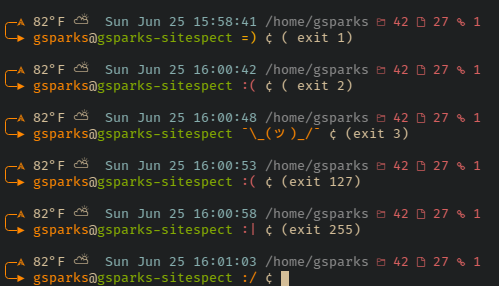 82°F ⛅ Sun Jun 25 15:58:41 /home/gsparks 42 27 1
gsparks@gsparks-sitespect =) ¢ ( exit 1)
82°F ⛅ Sun Jun 25 16:00:42 /home/gsparks 42 27 1
gsparks@gsparks-sitespect :( ¢ ( exit 2)
82°F ⛅ Sun Jun 25 16:00:48 /home/gsparks 42 27 1
gsparks@gsparks-sitespect ¯\_(ツ)_/¯ ¢ (exit 3)
82°F ⛅ Sun Jun 25 16:00:53 /home/gsparks 42 27 1
gsparks@gsparks-sitespect :( ¢ (exit 127)
82°F ⛅ Sun Jun 25 16:00:58 /home/gsparks 42 27 1
gsparks@gsparks-sitespect :| ¢ (exit 255)
82°F ⛅ Sun Jun 25 16:01:03 /home/gsparks 42 27 1
gsparks@gsparks-sitespect :/ ¢